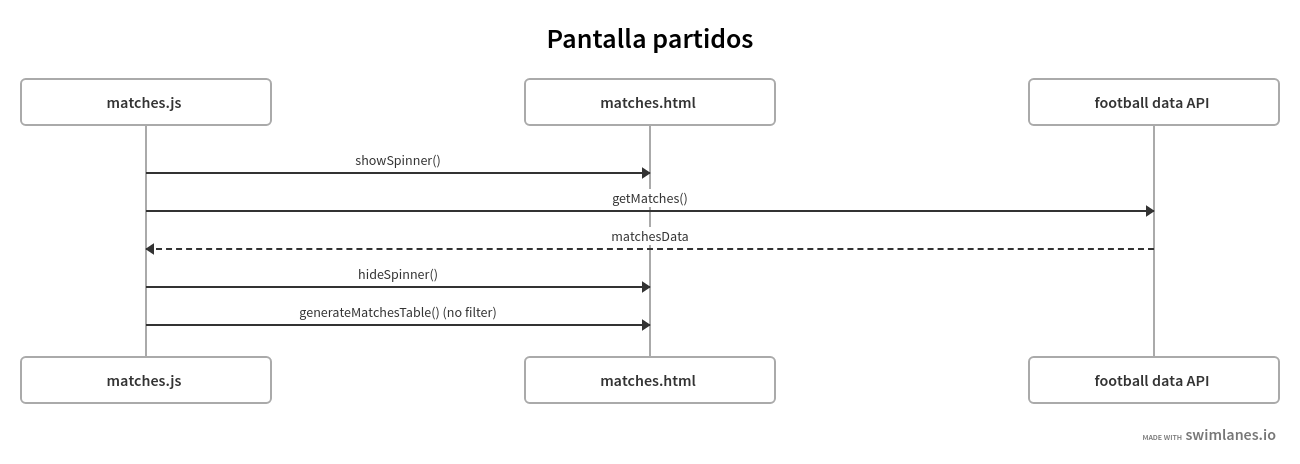 Pantalla partidos
matches.js
matches.html
football data API
showSpinner()
getMatches()
matchesData
hideSpinner()
generateMatchesTable() (no filter)
matches.js
matches.html
football data API
MADE WITH swimlanes.io